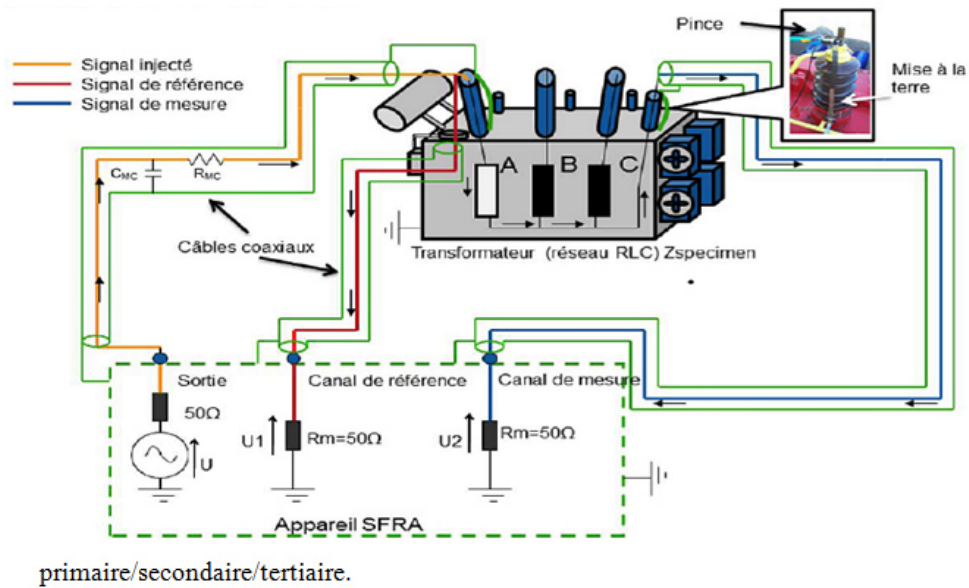 Pince
Signal injecté
Signal de référence
Signal de mesure
Mise à la
terre
CMC
RMC
A
B
C
Câbles coaxiaux
Transformateur (réseau RLC) Zspecimen
Sortie
Canal de référence
Canal de mesure
50Ω
U
U1
Rm=50Ω
U2
Rm=50Ω
Appareil SFRA
primaire/secondaire/tertiaire.